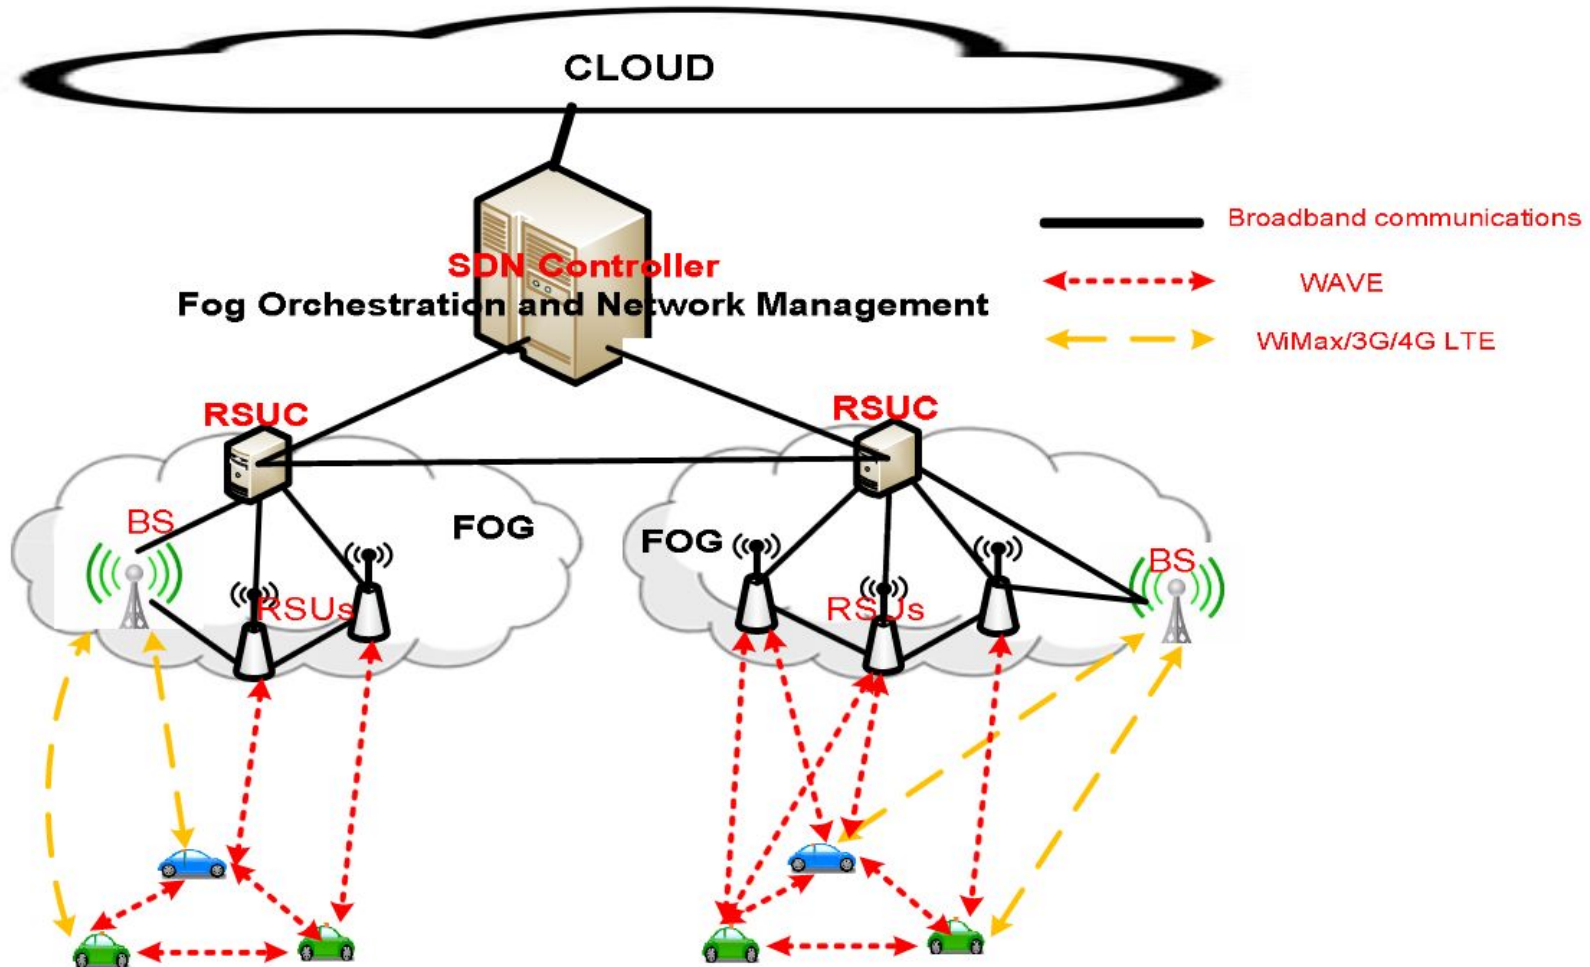 CLOUD
Broadband communications
SDN Controller
WAVE
Fog Orchestration and Network Management
WiMax/3G/4G LTE
RSUC
RSUC
BS
FOG
FOG
BS
RSUs
RSUs